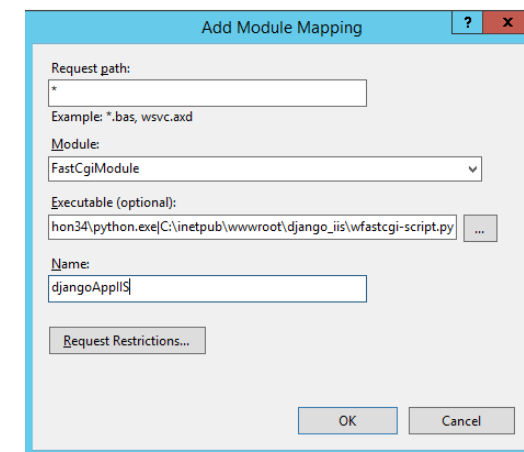 Add Module Mapping
?
x
Request path:
*
Example: *.bas, wsvc.axd
Module:
FastCgiModule
Executable (optional):
hon34\python.exe|C:\inetpub\wwwroot\django_iis\wfastcgi-script.py
...
Name:
djangoAppIIS
Request Restrictions...
OK Cancel